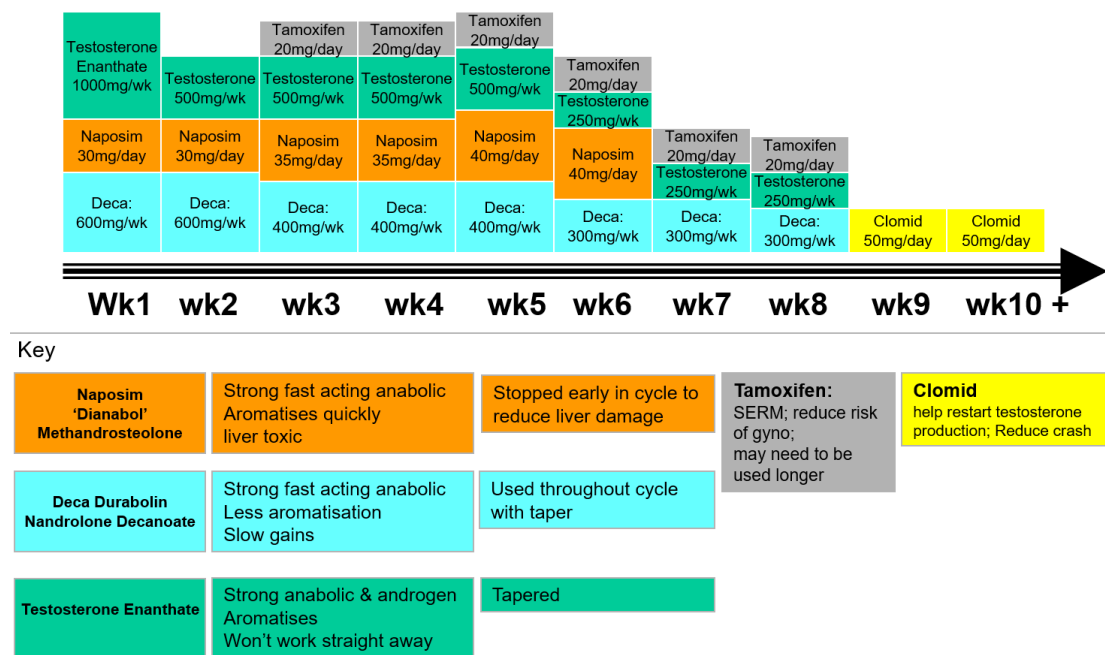 Testosterone
Enanthate
1000mg/wk
Naposim
30mg/day
Deca:
600mg/wk
Testosterone
500mg/wk
Naposim
30mg/day
Deca:
600mg/wk
Tamoxifen
20mg/day
Testosterone
500mg/wk
Naposim
35mg/day
Deca:
400mg/wk
Tamoxifen
20mg/day
Testosterone
500mg/wk
Naposim
35mg/day
Deca:
400mg/wk
Tamoxifen
20mg/day
Testosterone
500mg/wk
Naposim
40mg/day
Deca:
400mg/wk
Tamoxifen
20mg/day
Testosterone
250mg/wk
Naposim
40mg/day
Deca:
300mg/wk
Tamoxifen
20mg/day
Testosterone
250mg/wk
Deca:
300mg/wk
Tamoxifen
20mg/day
Testosterone
250mg/wk
Deca:
300mg/wk
Clomid
50mg/day
Clomid
50mg/day
Wk1 wk2 wk3 wk4 wk5 wk6 wk7 wk8 wk9 wk10 +
Key
Naposim
‘Dianabol’
Methandrosteolone
Strong fast acting anabolic
Aromatises quickly
liver toxic
Stopped early in cycle to
reduce liver damage
Tamoxifen:
SERM; reduce risk
of gyno;
may need to be
used longer
Clomid
help restart testosterone
production; Reduce crash
Deca Durabolin
Nandrolone Decanoate
Strong fast acting anabolic
Less aromatisation
Slow gains
Used throughout cycle
with taper
Testosterone Enanthate
Strong anabolic & androgen
Aromatises
Won’t work straight away
Tapered